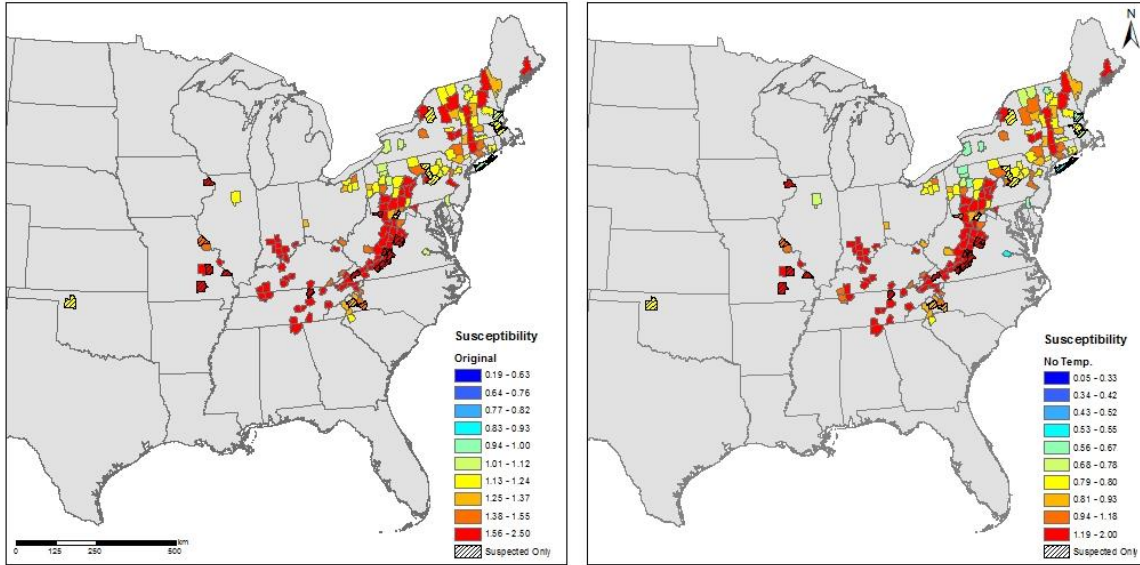 Susceptibility
Original
0.19 - 0.63
0.64 - 0.76
0.77 - 0.82
0.83 - 0.93
0.94 - 1.00
1.01 - 1.12
1.13 - 1.24
1.25 - 1.37
1.38 - 1.55
1.56 - 2.50
Suspected Only
km
0 125 250 500
N
Susceptibility
No Temp.
0.05 - 0.33
0.34 - 0.42
0.43 - 0.52
0.53 - 0.55
0.56 - 0.67
0.68 - 0.78
0.79 - 0.80
0.81 - 0.93
0.94 - 1.18
1.19 - 2.00
Suspected Only